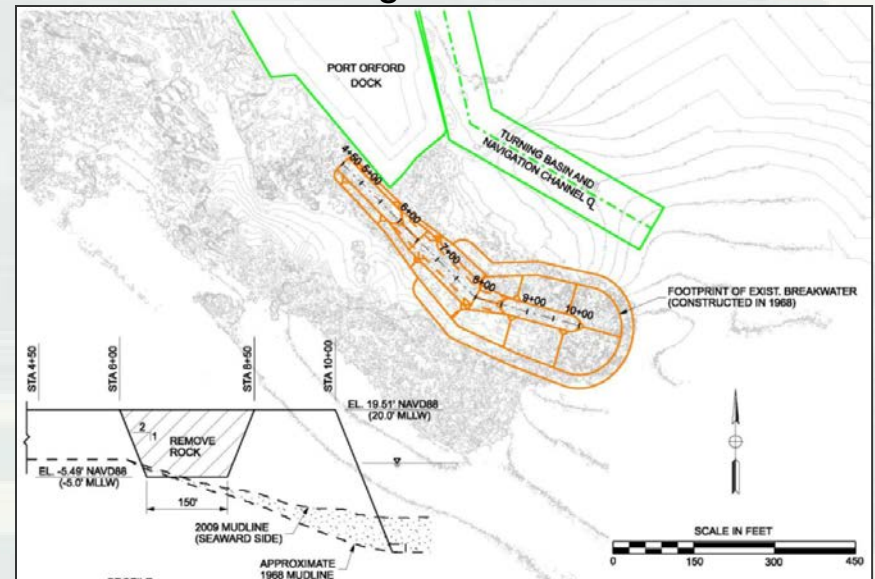 PORT ORFORD
DOCK
TURNING BASIN AND
NAVIGATION CHANNEL ℄
4+50
5+00
6+00
7+00
8+00
9+00
10+00
FOOTPRINT OF EXIST. BREAKWATER
(CONSTRUCTED IN 1968)
STA 4+50
STA 6+00
STA 8+50
STA 10+00
EL. 19.51' NAVD88
(20.0' MLLW)
2
1
REMOVE
ROCK
EL. -5.49' NAVD88
(-5.0' MLLW)
150'
2009 MUDLINE
(SEAWARD SIDE)
APPROXIMATE
1968 MUDLINE
SCALE IN FEET
0
150
300
450